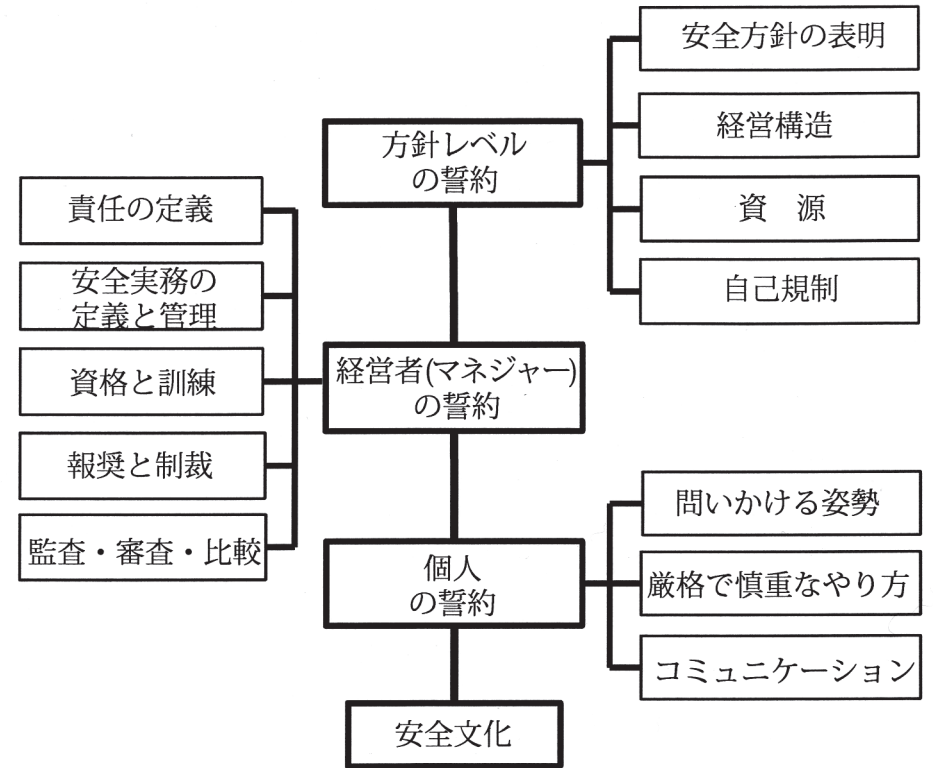 安全方針の表明
経営構造
資　源
自己規制
方針レベル
の誓約
責任の定義
安全実務の
定義と管理
資格と訓練
報奨と制裁
監査・審査・比較
経営者(マネジャー)
の誓約
問いかける姿勢
厳格で慎重なやり方
コミュニケーション
個人
の誓約
安全文化